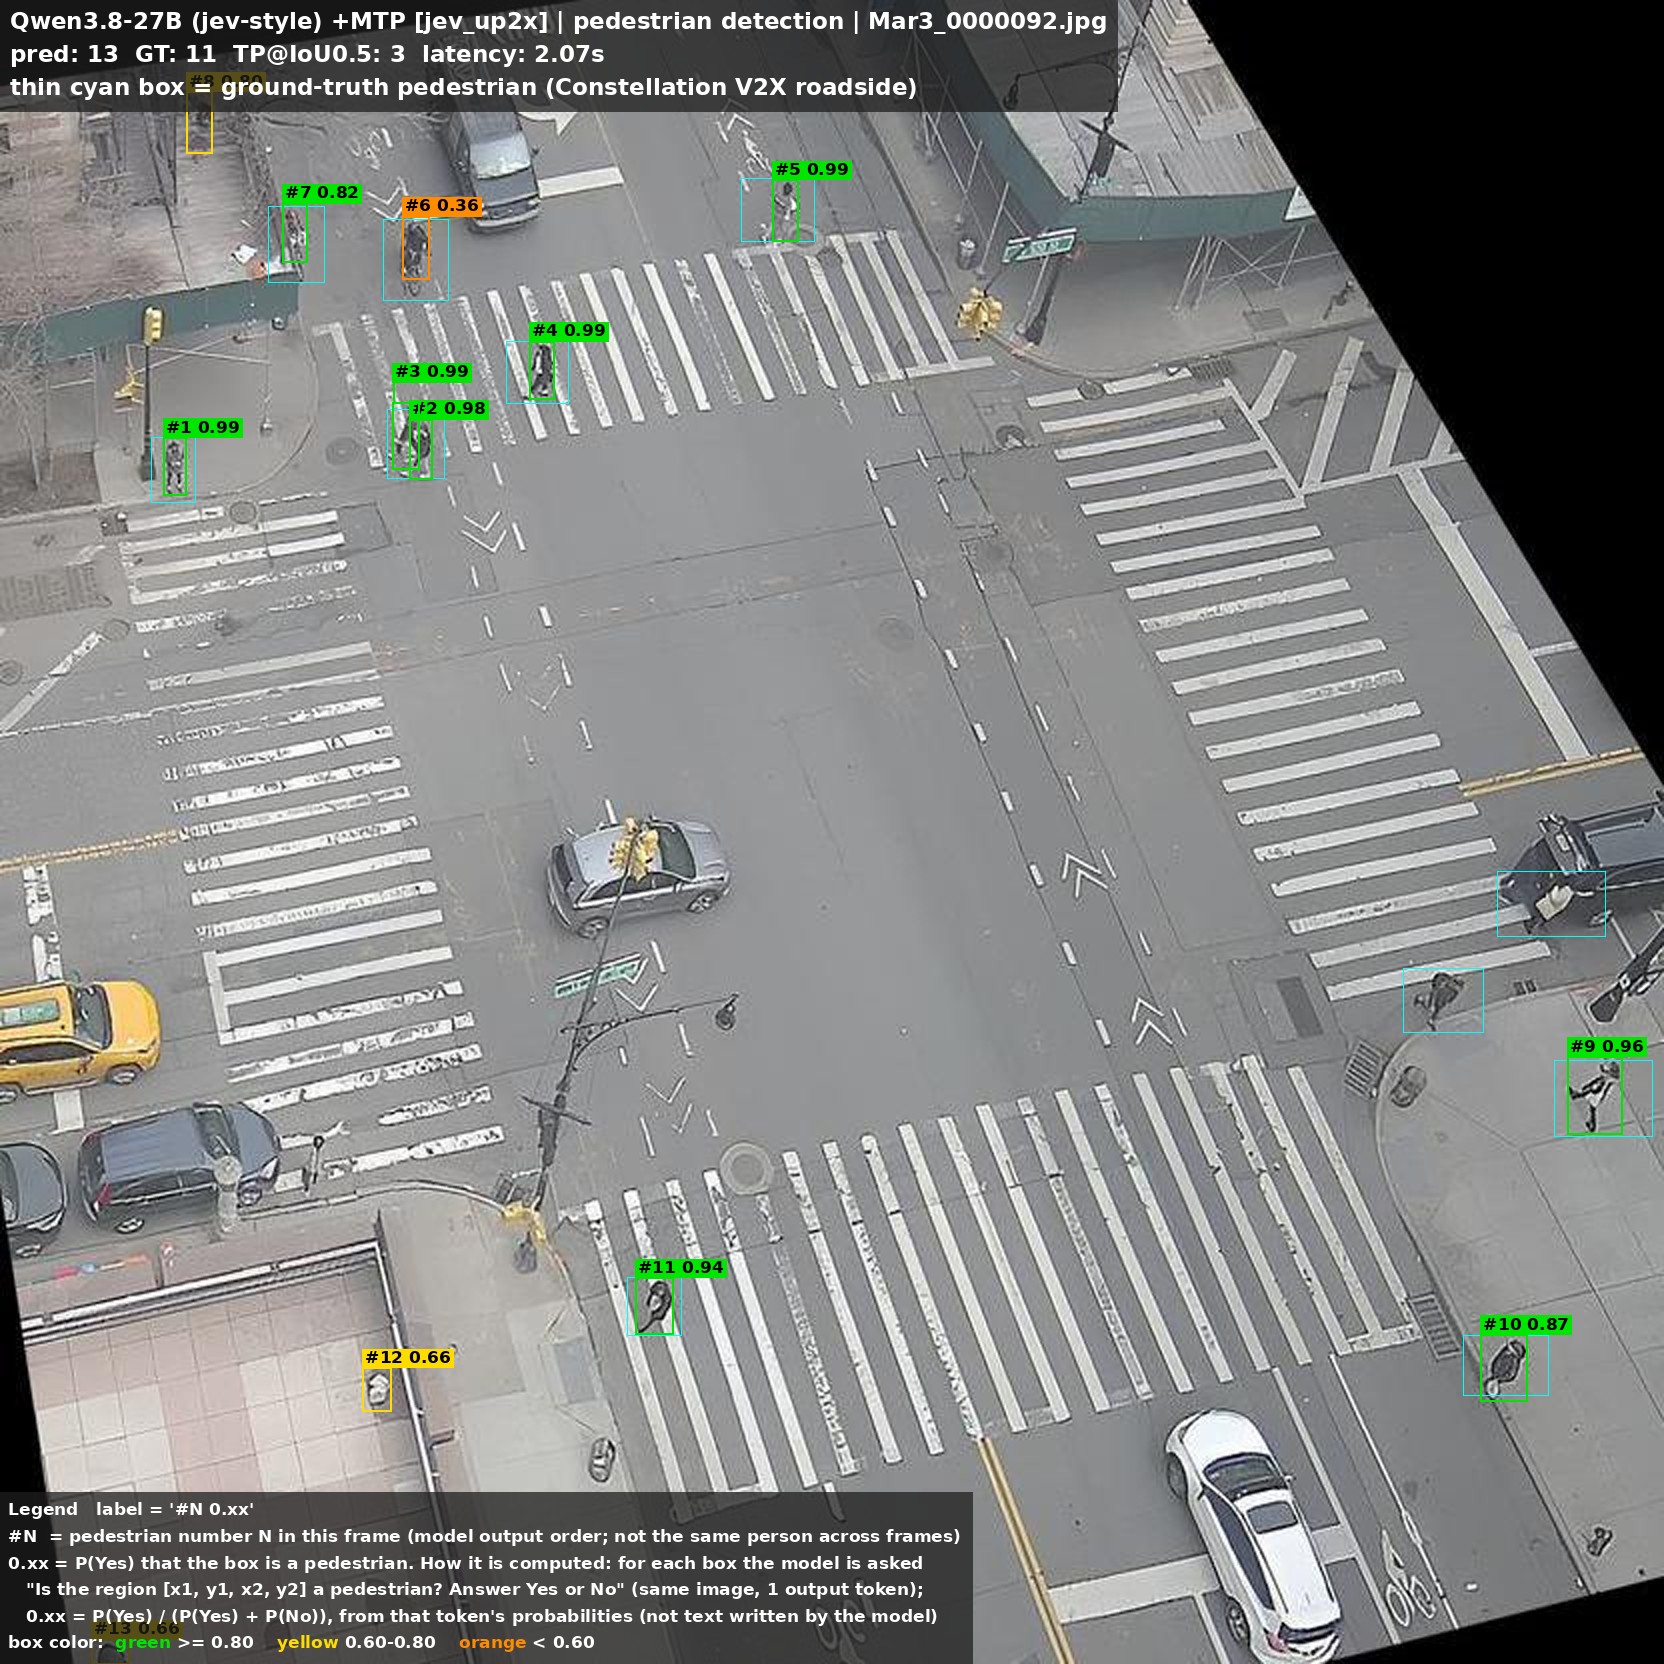 Qwen3.8-27B (jev-style) +MTP [jev_up2x] | pedestrian detection | Mar3_0000092.jpg
pred: 13  GT: 11  TP@IoU0.5: 3  latency: 2.07s
#8 0.80
thin cyan box = ground-truth pedestrian (Constellation V2X roadside)
#5 0.99
#7 0.82
#6 0.36
#4 0.99
#3 0.99
#2 0.98
#1 0.99
#9 0.96
#11 0.94
#10 0.87
#12 0.66
Legend   label = '#N 0.xx'
#N  = pedestrian number N in this frame (model output order; not the same person across frames)
0.xx = P(Yes) that the box is a pedestrian. How it is computed: for each box the model is asked
"Is the region [x1, y1, x2, y2] a pedestrian? Answer Yes or No" (same image, 1 output token);
0.xx = P(Yes) / (P(Yes) + P(No)), from that token's probabilities (not text written by the model)
#13 0.66
box color:  green >= 0.80    yellow 0.60-0.80    orange < 0.60